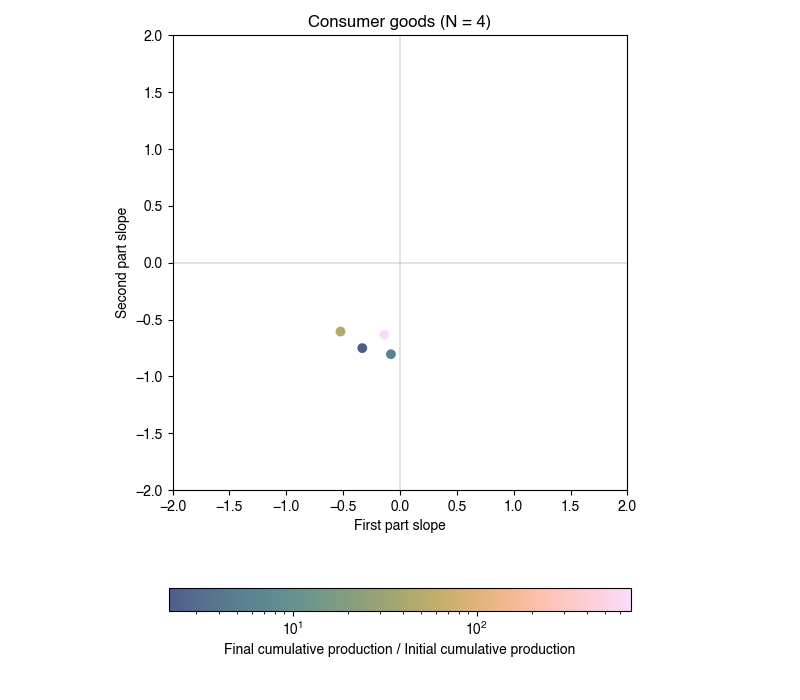 Consumer goods (N = 4)
2.0
1.5
1.0
0.5
0.0
−0.5
−1.0
−1.5
−2.0
Second part slope
−2.0 −1.5 −1.0 −0.5 0.0 0.5 1.0 1.5 2.0
First part slope
10¹ 10²
Final cumulative production / Initial cumulative production